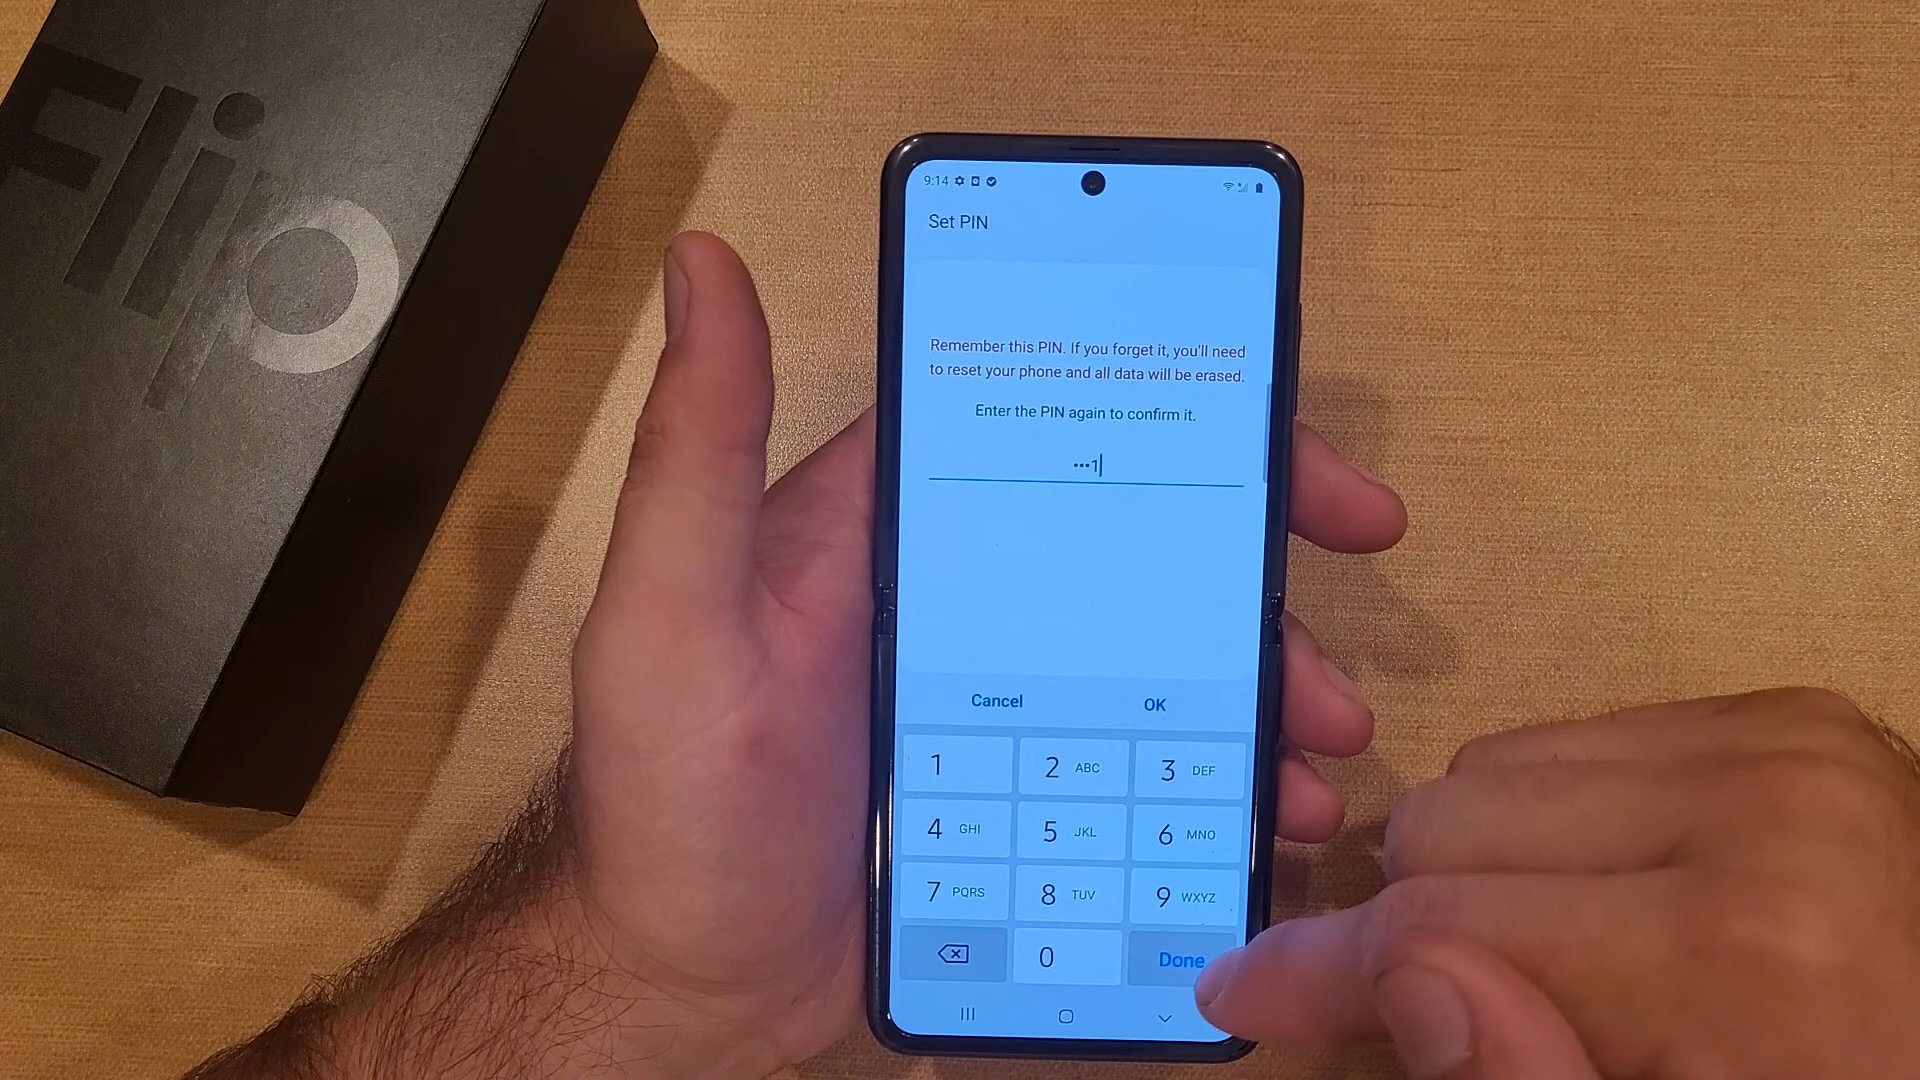 Flip
9:14
Set PIN
Remember this PIN. If you forget it, you'll need
to reset your phone and all data will be erased.
Enter the PIN again to confirm it.
•••1
Cancel OK
1 2 ABC 3 DEF
4 GHI 5 JKL 6 MNO
7 PQRS 8 TUV 9 WXYZ
0 Done